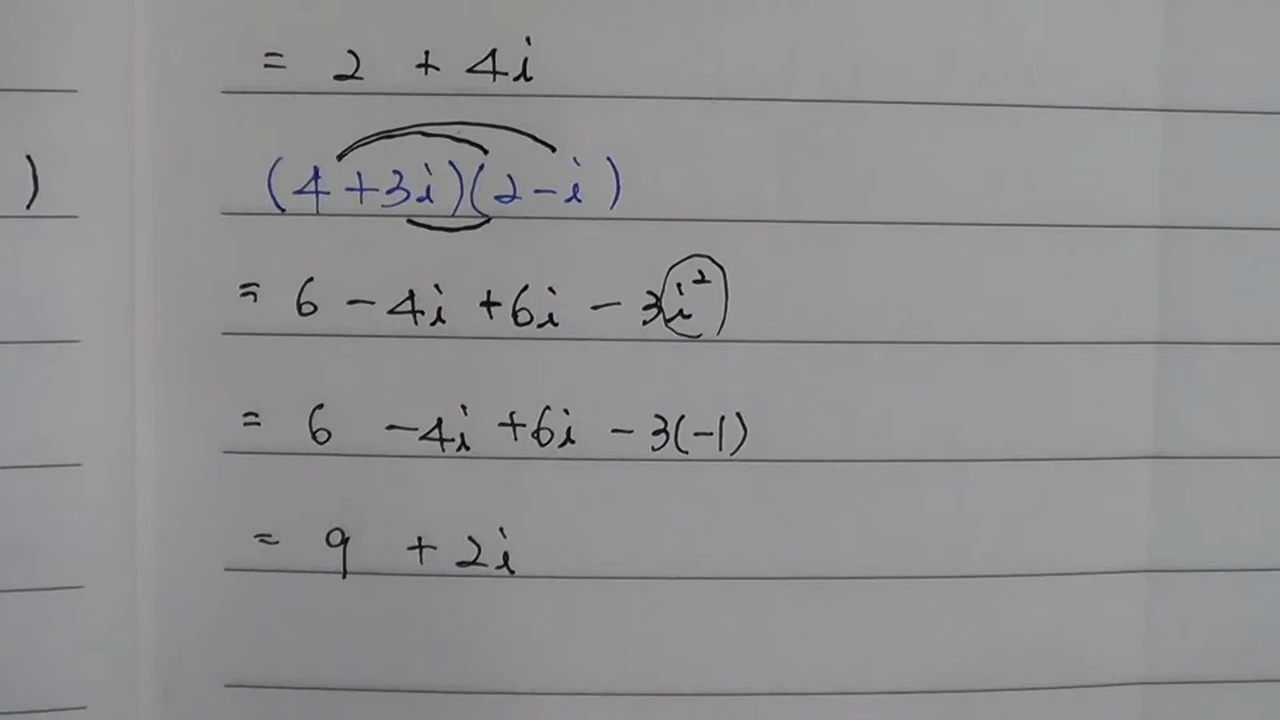 = 2 + 4i
)
(4+3i)(2-i)
= 6 - 4i + 6i - 3i²
= 6 - 4i + 6i - 3(-1)
= 9 + 2i